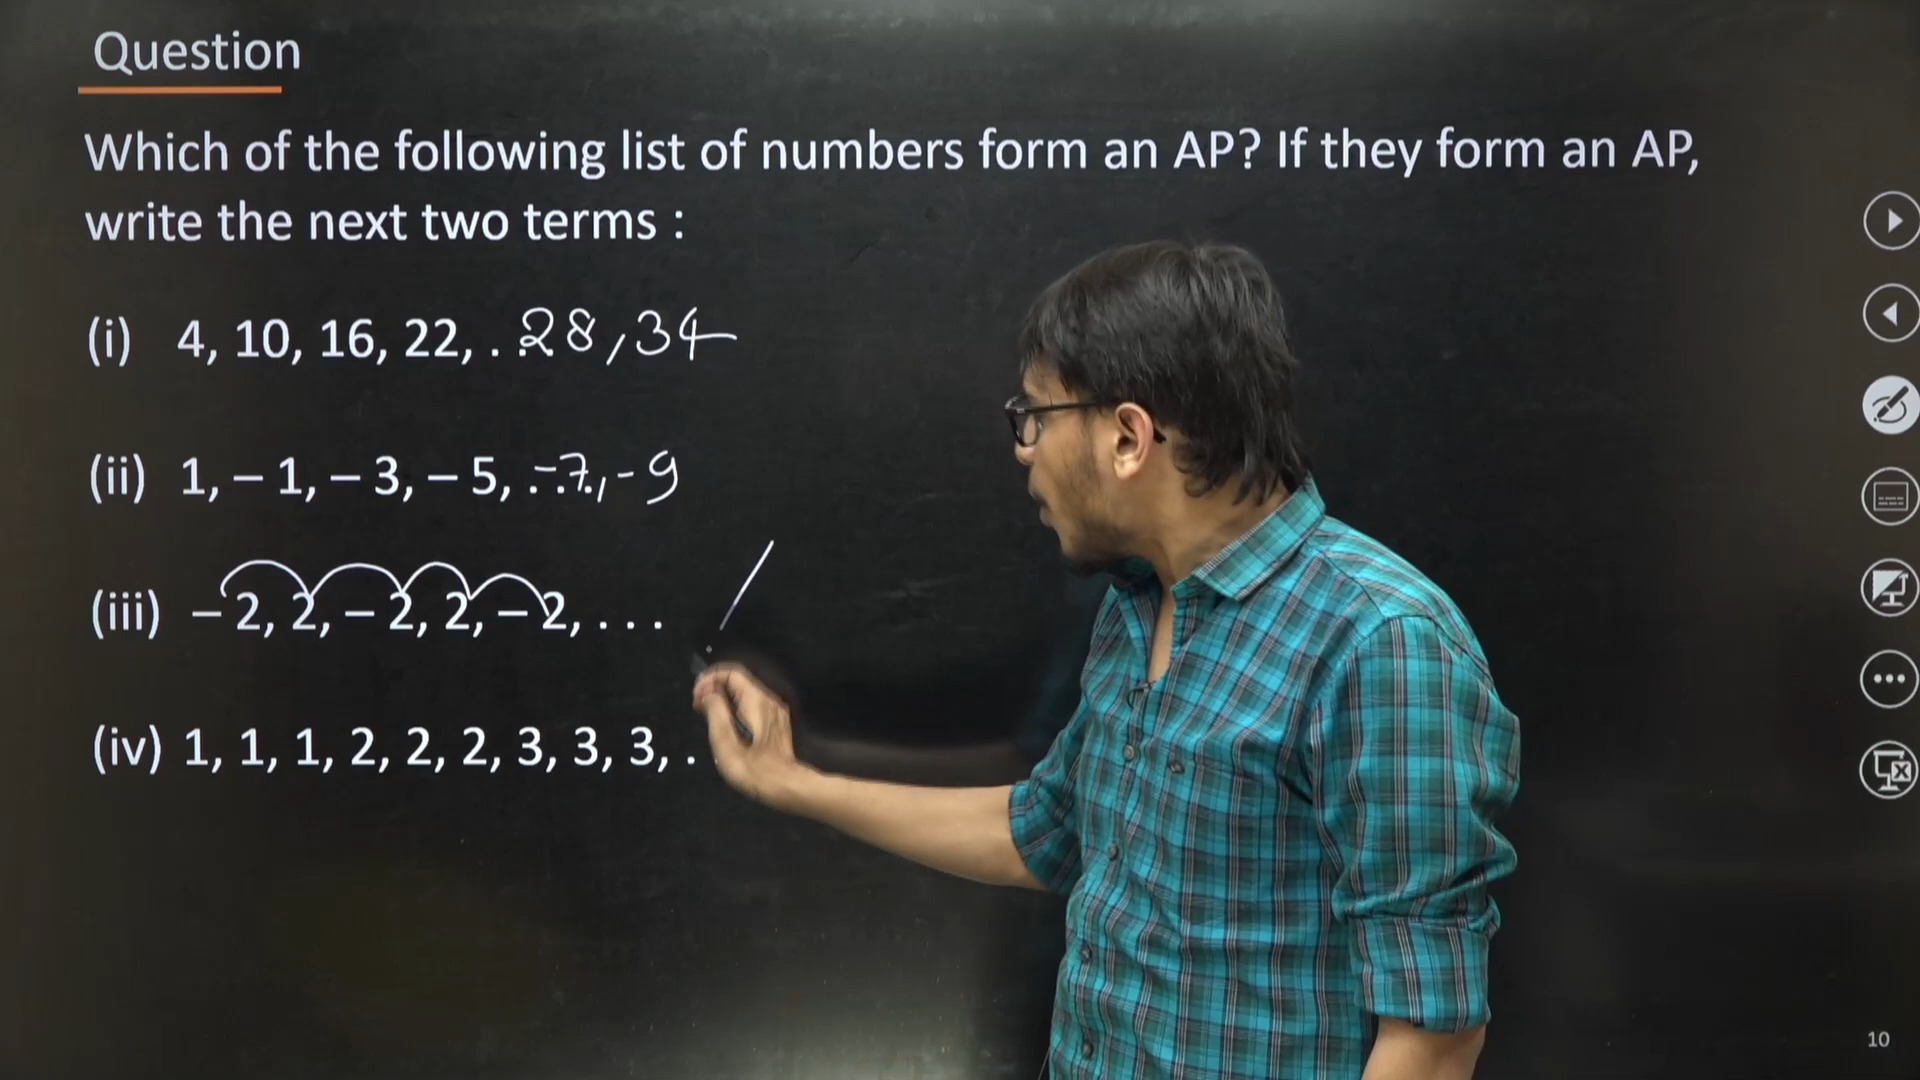 Question
Which of the following list of numbers form an AP? If they form an AP,
write the next two terms :
(i) 4, 10, 16, 22, . . . 28, 34
(ii) 1, – 1, – 3, – 5, . . . -7, -9
(iii) – 2, 2, – 2, 2, – 2, . . .
(iv) 1, 1, 1, 2, 2, 2, 3, 3, 3, .
10